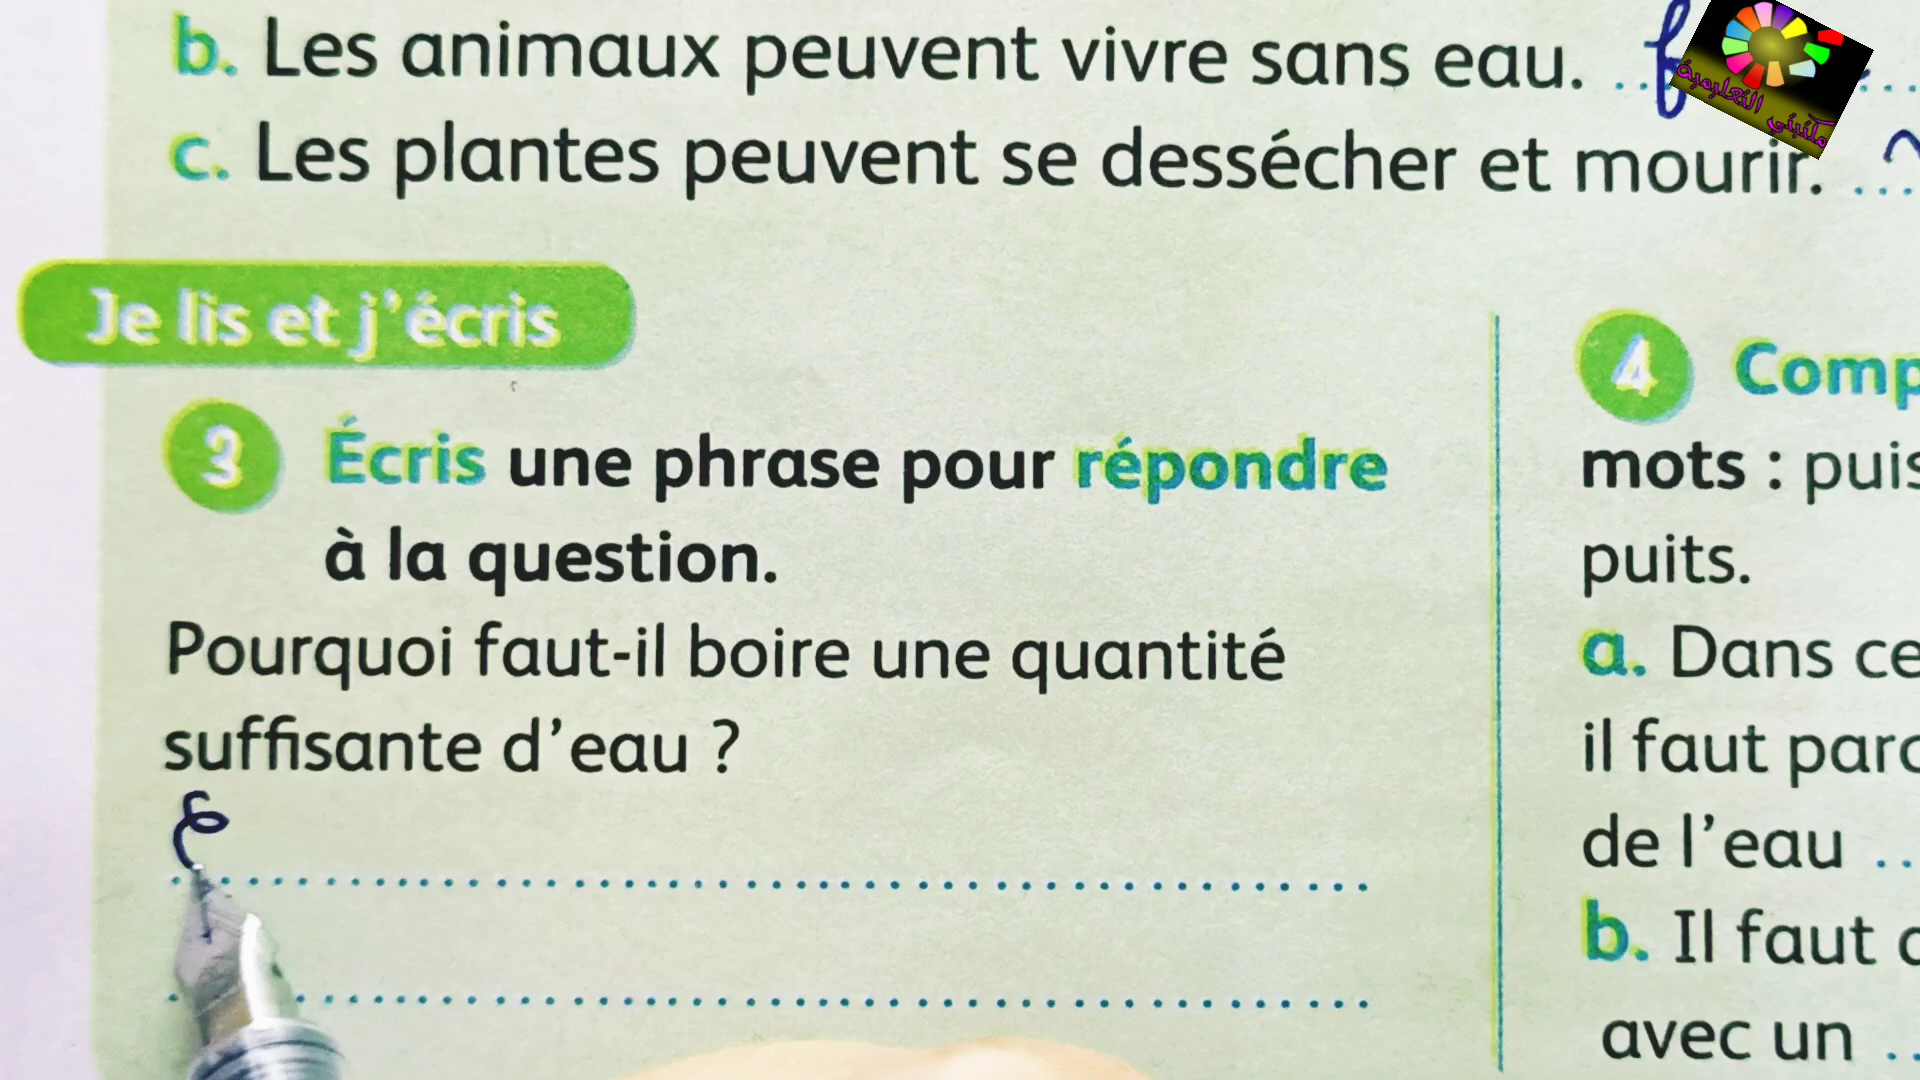 b. Les animaux peuvent vivre sans eau. ..f
c. Les plantes peuvent se dessécher et mourir. ...
مكتبتي التعليمية
Je lis et j'écris
3 Écris une phrase pour répondre
à la question.
Pourquoi faut-il boire une quantité
suffisante d'eau ?
4 Comp
mots : puis
puits.
a. Dans ce
il faut parc
de l'eau ..
b. Il faut
avec un ..